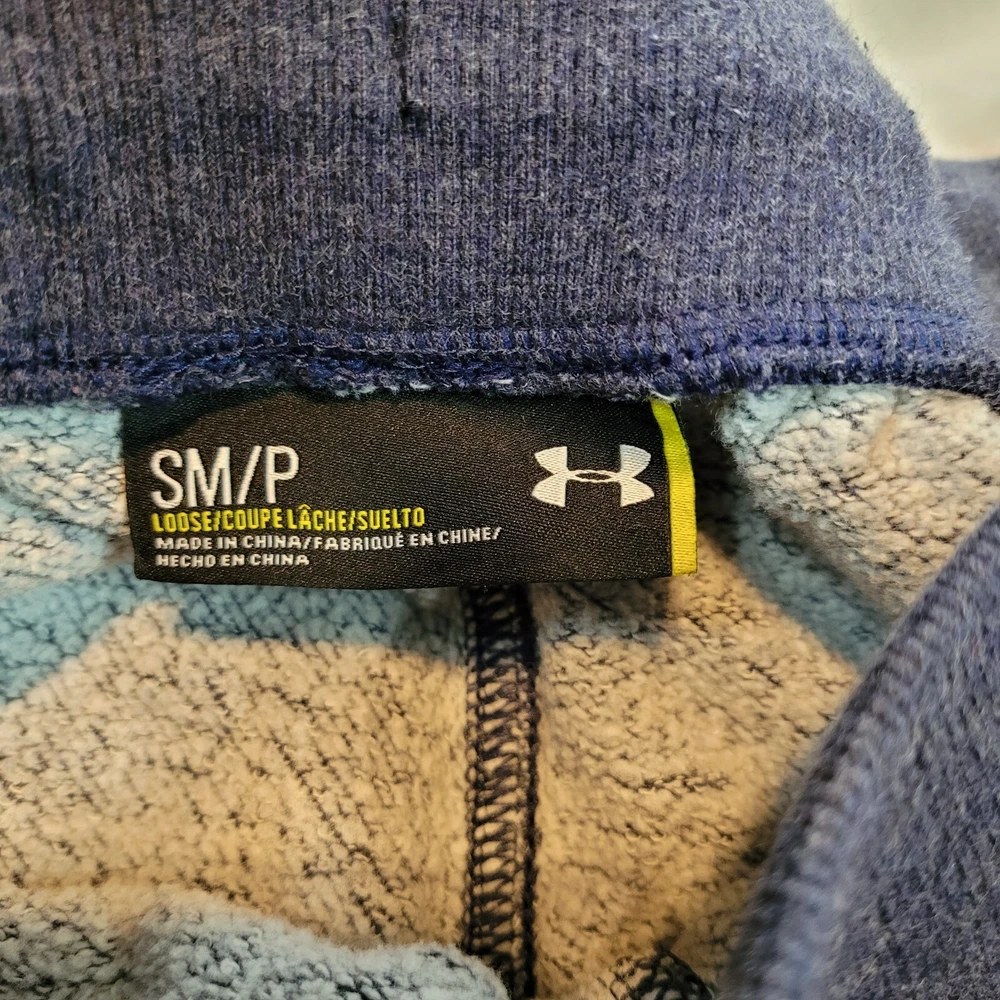 SM/P
LOOSE/COUPE LÂCHE/SUELTO
MADE IN CHINA/FABRIQUÉ EN CHINE/
HECHO EN CHINA